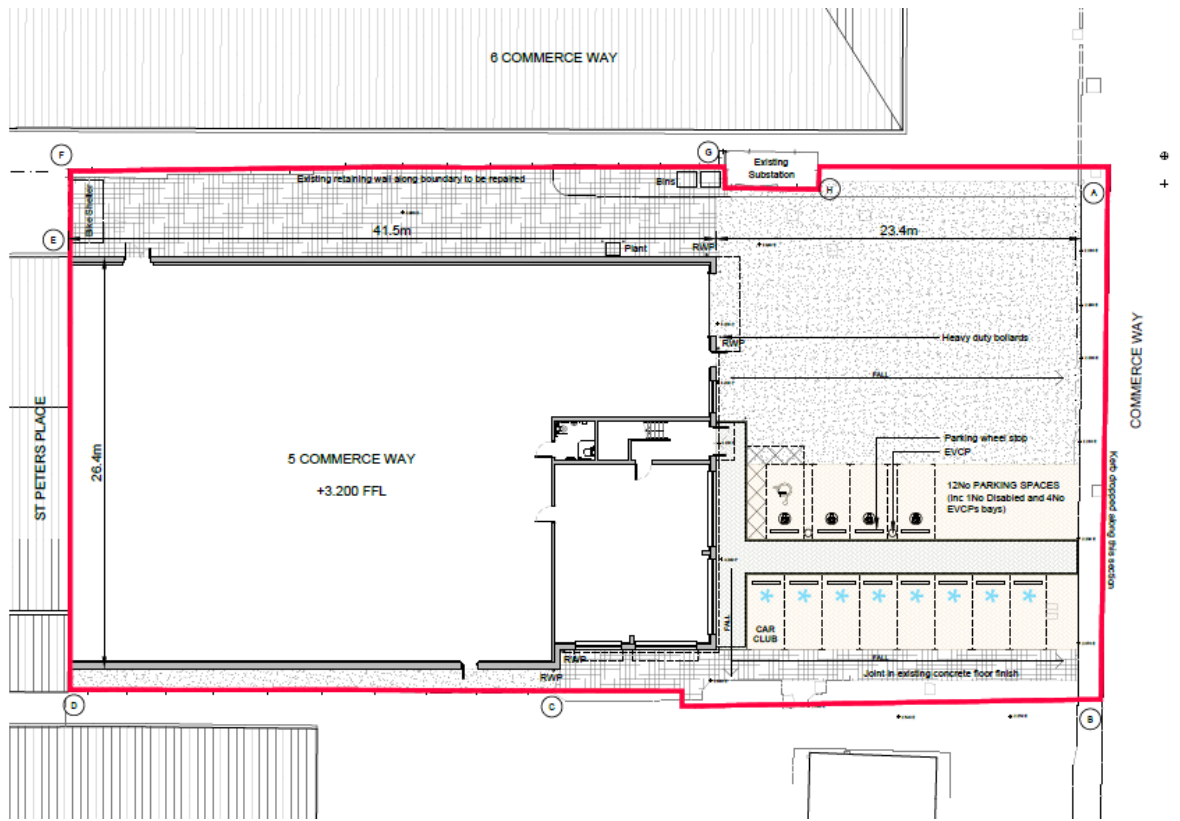 6 COMMERCE WAY
F
G
Existing
Substation
H
A
Existing retaining wall along boundary to be repaired
Bins
Bike Shelter
E
41.5m
Plant
RWP
23.4m
RWP
Heavy duty bollards
FALL
COMMERCE WAY
ST PETERS PLACE
26.4m
5 COMMERCE WAY
+3.200 FFL
Parking wheel stop
EVCP
12No PARKING SPACES
(Inc 1No Disabled and 4No
EVCPs bays)
Kerb dropped along this section
CAR
CLUB
FALL
RWP
FALL
RWP
Joint in existing concrete floor finish
D
C
B